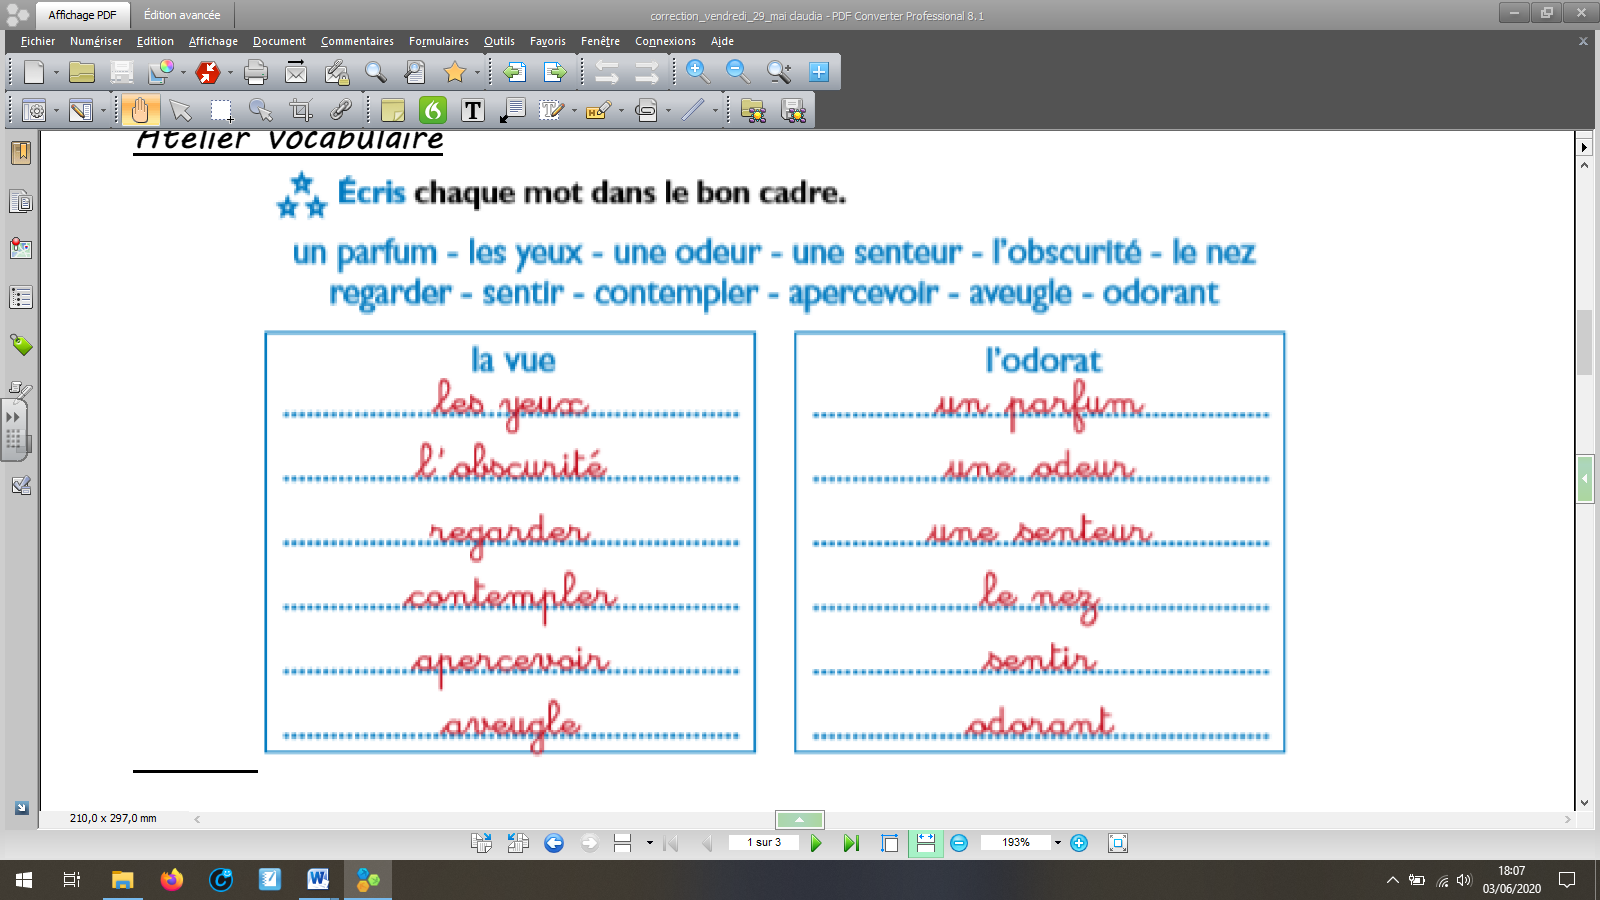 Affichage PDF
Édition avancée
correction_vendredi_29_mai claudia - PDF Converter Professional 8.1
Fichier Numériser Edition Affichage Document Commentaires Formulaires Outils Favoris Fenêtre Connexions Aide
Atelier Vocabulaire
Écris chaque mot dans le bon cadre.
un parfum - les yeux - une odeur - une senteur - l'obscurité - le nez
regarder - sentir - contempler - apercevoir - aveugle - odorant
la vue
les yeux
l'obscurité
regarder
contempler
apercevoir
aveugle
l'odorat
un parfum
une odeur
une senteur
le nez
sentir
odorant
210,0 x 297,0 mm
1 sur 3
193%
18:07
03/06/2020